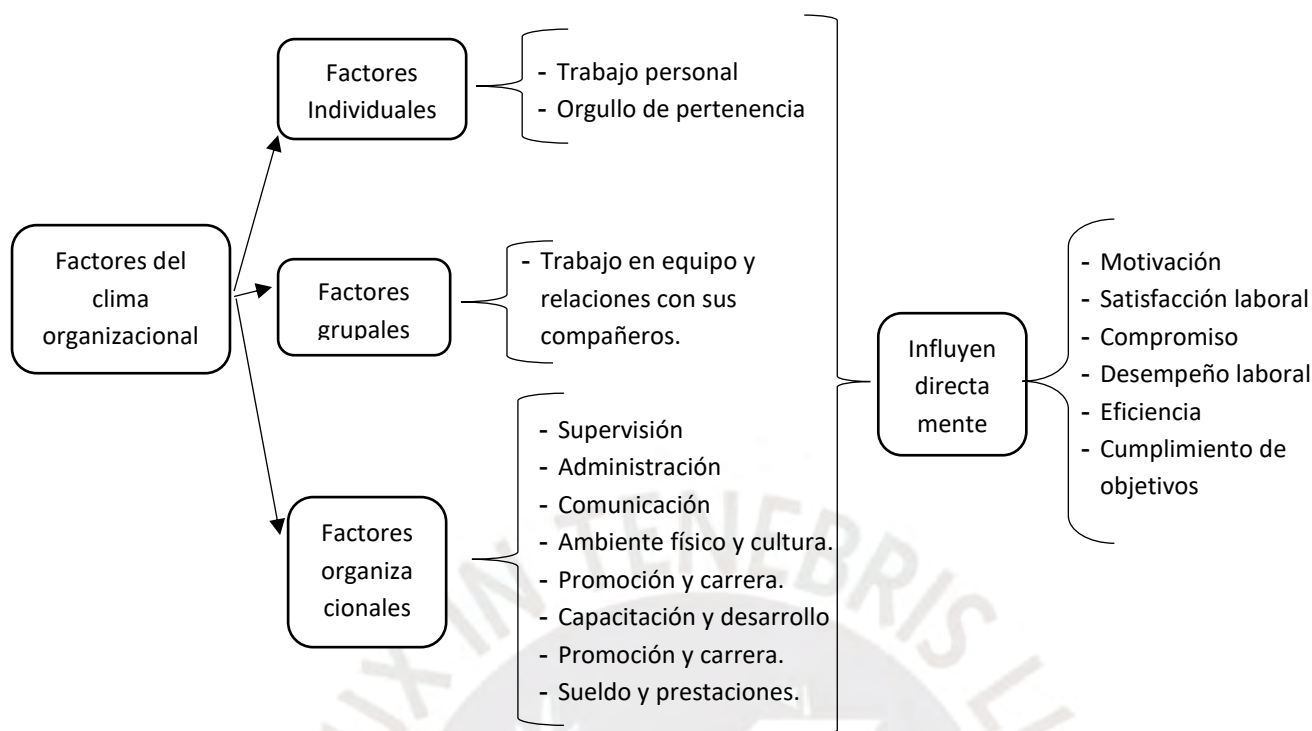 Factores del
clima
organizacional
Factores
Individuales
- Trabajo personal
- Orgullo de pertenencia
Factores
grupales
- Trabajo en equipo y
relaciones con sus
compañeros.
Factores
organiza
cionales
- Supervisión
- Administración
- Comunicación
- Ambiente físico y cultura.
- Promoción y carrera.
- Capacitación y desarrollo
- Promoción y carrera.
- Sueldo y prestaciones.
Influyen
directa
mente
- Motivación
- Satisfacción laboral
- Compromiso
- Desempeño laboral
- Eficiencia
- Cumplimiento de
objetivos
IN TENEBRIS